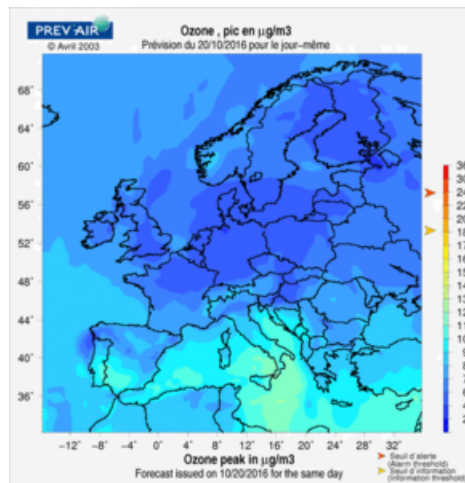 PREV'AIR
© Avril 2003
Ozone , pic en µg/m3
Prévision du 20/10/2016 pour le jour-même
68°
64°
60°
56°
52°
48°
44°
40°
36°
−12° −8° −4° 0° 4° 8° 12° 16° 20° 24° 28° 32°
Ozone peak in µg/m3
Forecast issued on 10/20/2016 for the same day
Seuil d'alerte
(Alarm threshold)
Seuil d'information
(Information threshold)